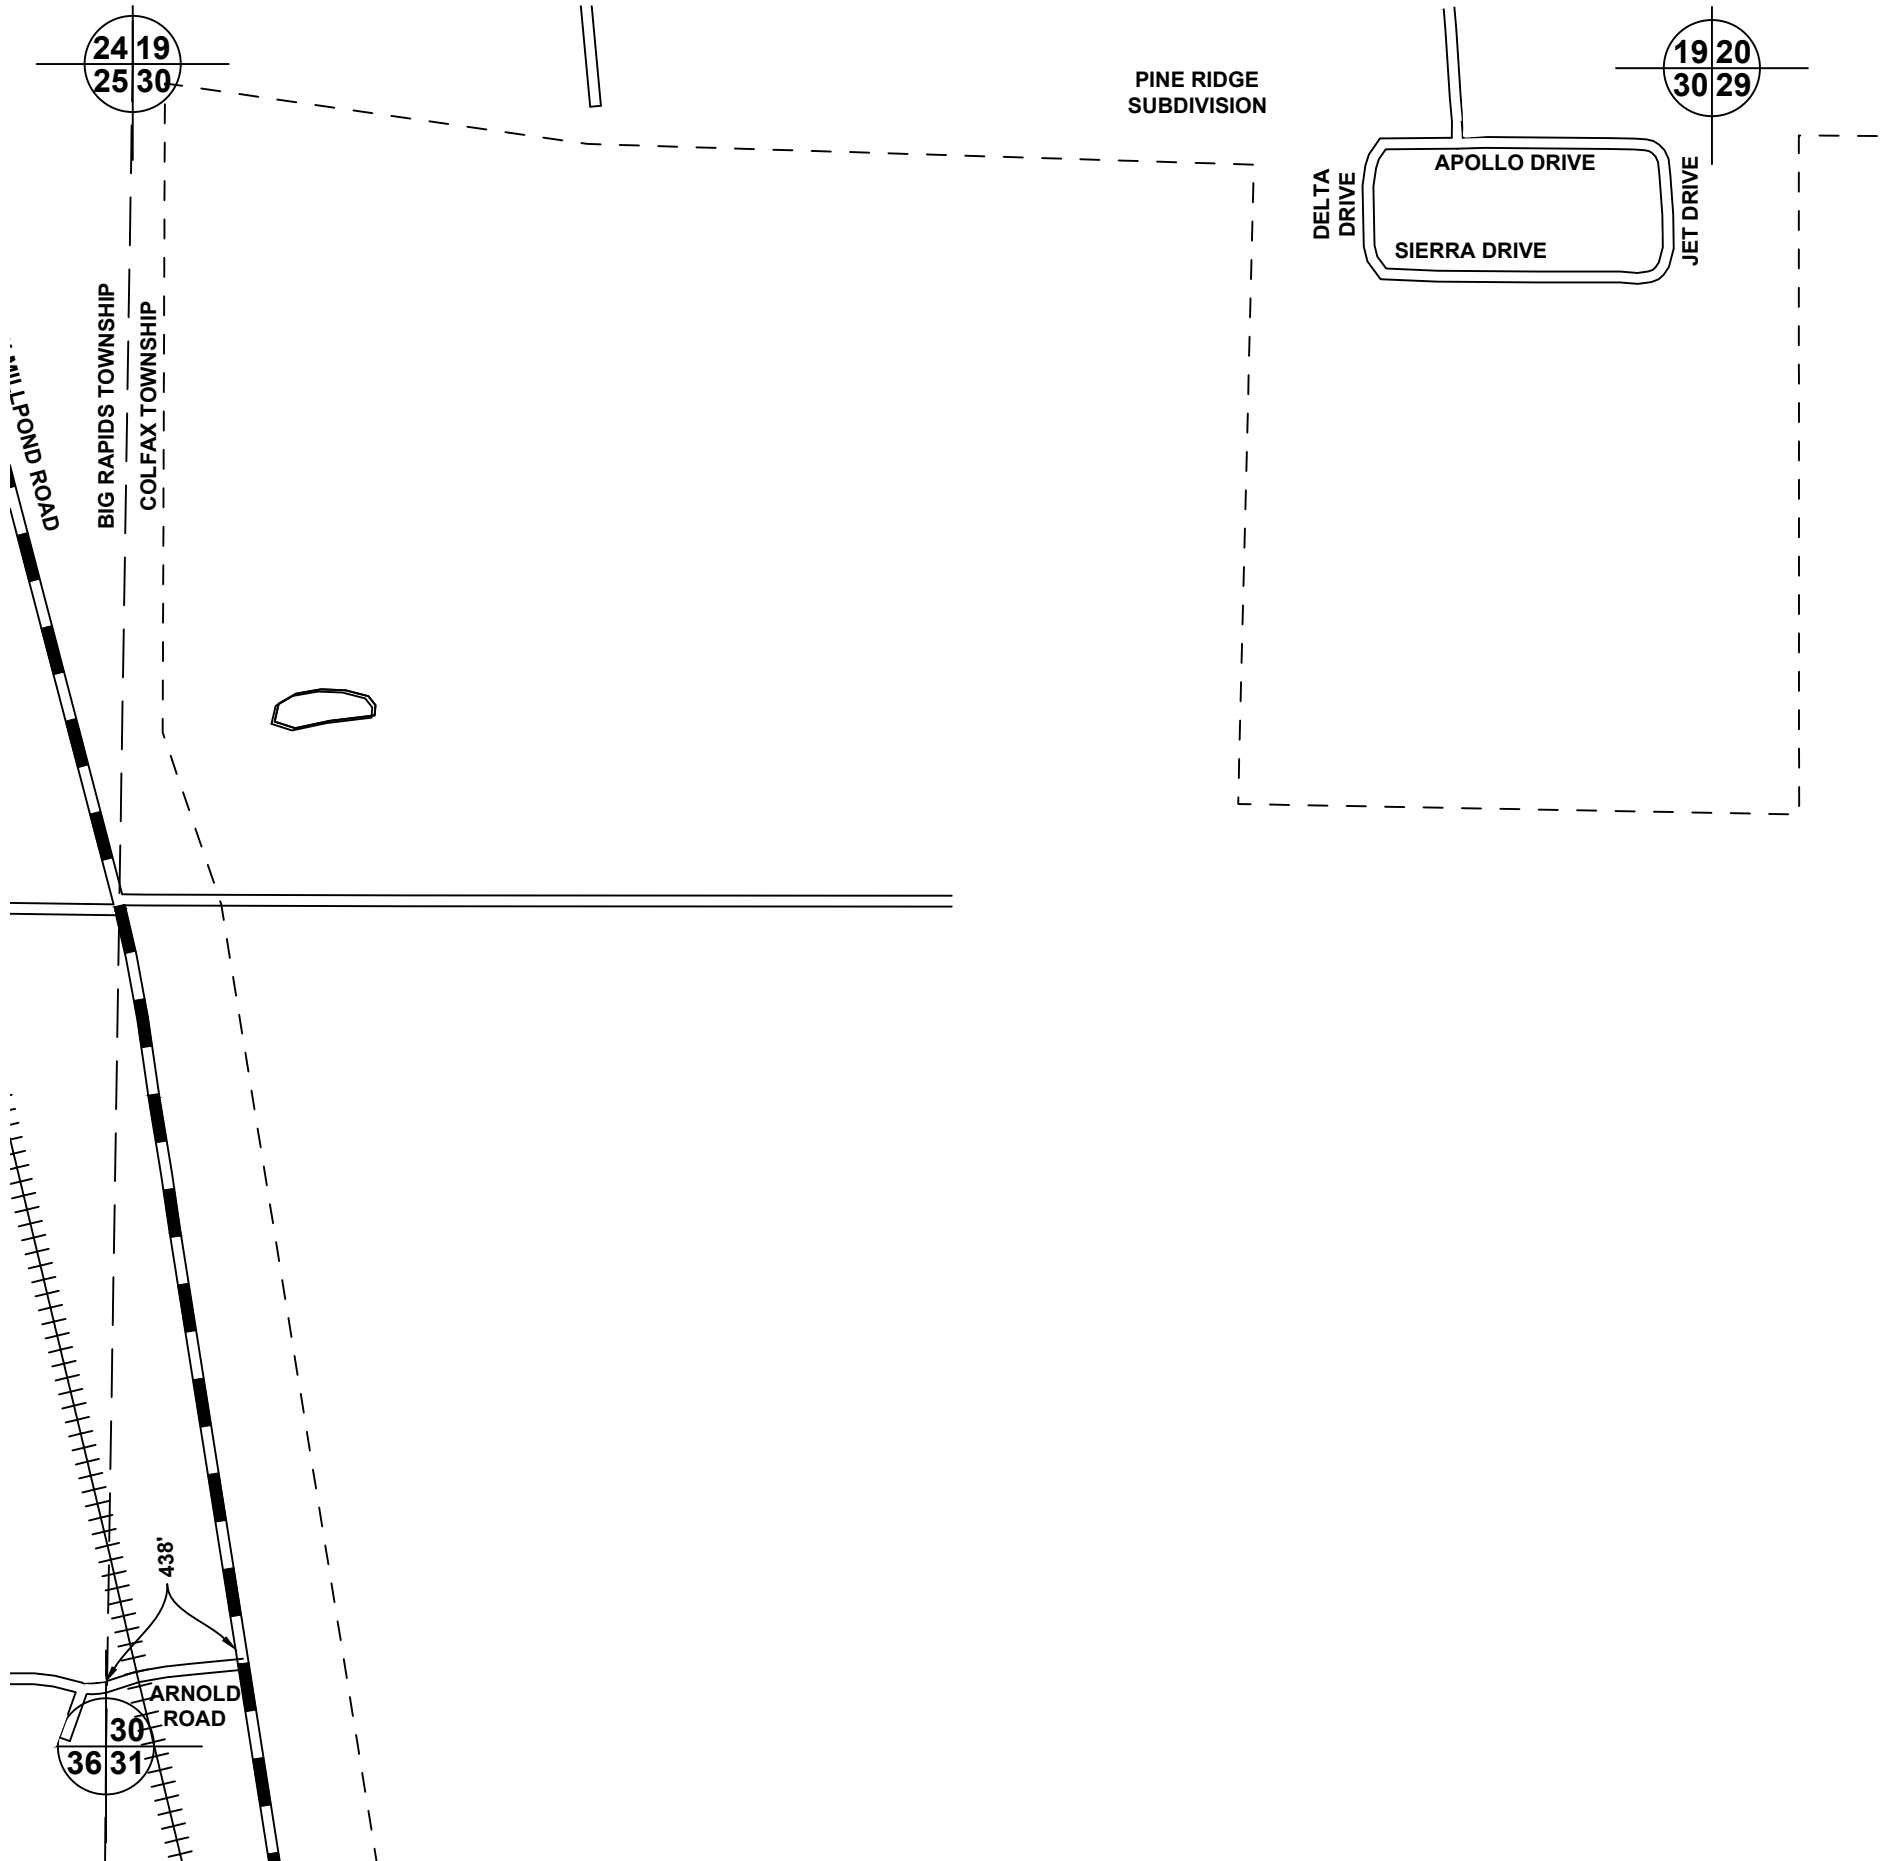 24 19
25 30
PINE RIDGE
SUBDIVISION
19 20
30 29
APOLLO DRIVE
DELTA
DRIVE
JET DRIVE
SIERRA DRIVE
BIG RAPIDS TOWNSHIP
COLFAX TOWNSHIP
MILLPOND ROAD
438'
ARNOLD
ROAD
30
36 31